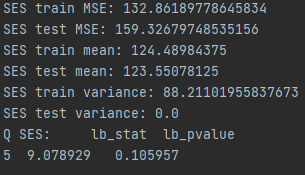 SES train MSE: 132.86189778645834
SES test MSE: 159.32679748535156
SES train mean: 124.48984375
SES test mean: 123.55078125
SES train variance: 88.21101955837673
SES test variance: 0.0
Q SES:     lb_stat  lb_pvalue
5  9.078929   0.105957